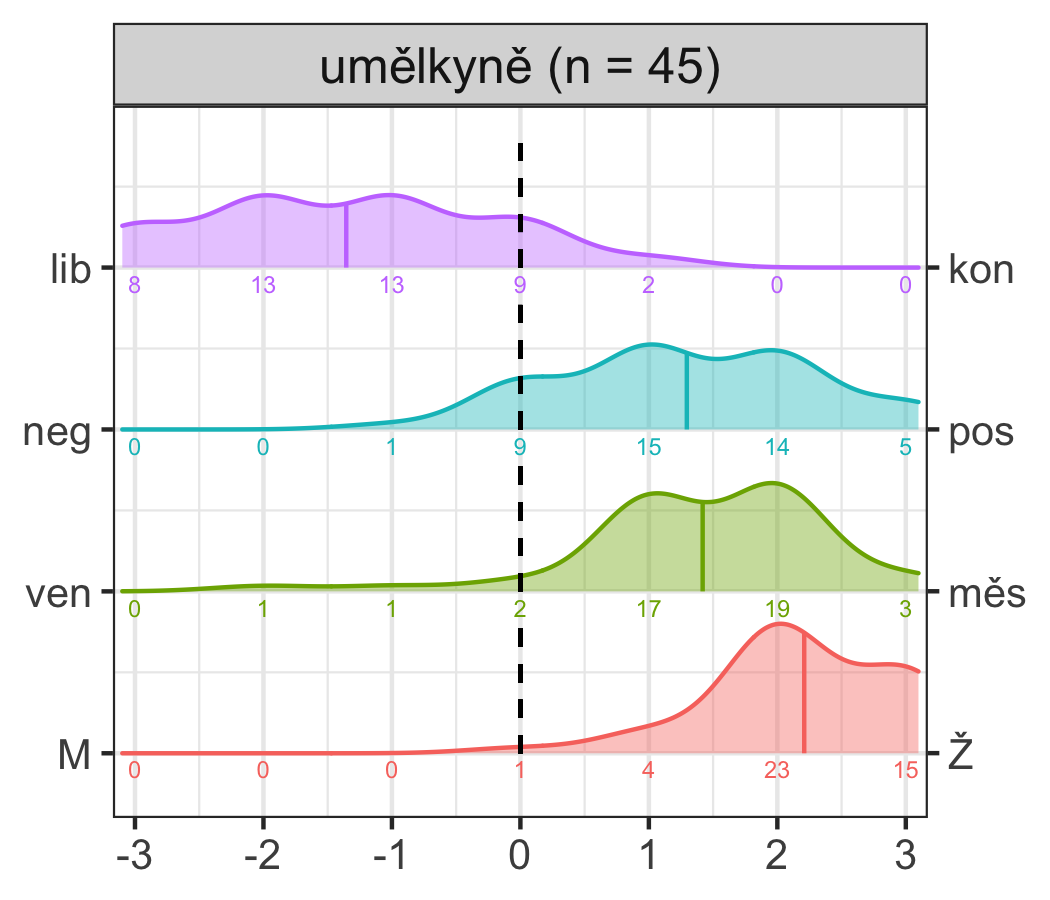 umělkyně (n = 45)
lib kon
8 13 13 9 2 0 0
neg pos
0 0 1 9 15 14 5
ven měs
0 1 1 2 17 19 3
M Ž
0 0 0 1 4 23 15
-3 -2 -1 0 1 2 3